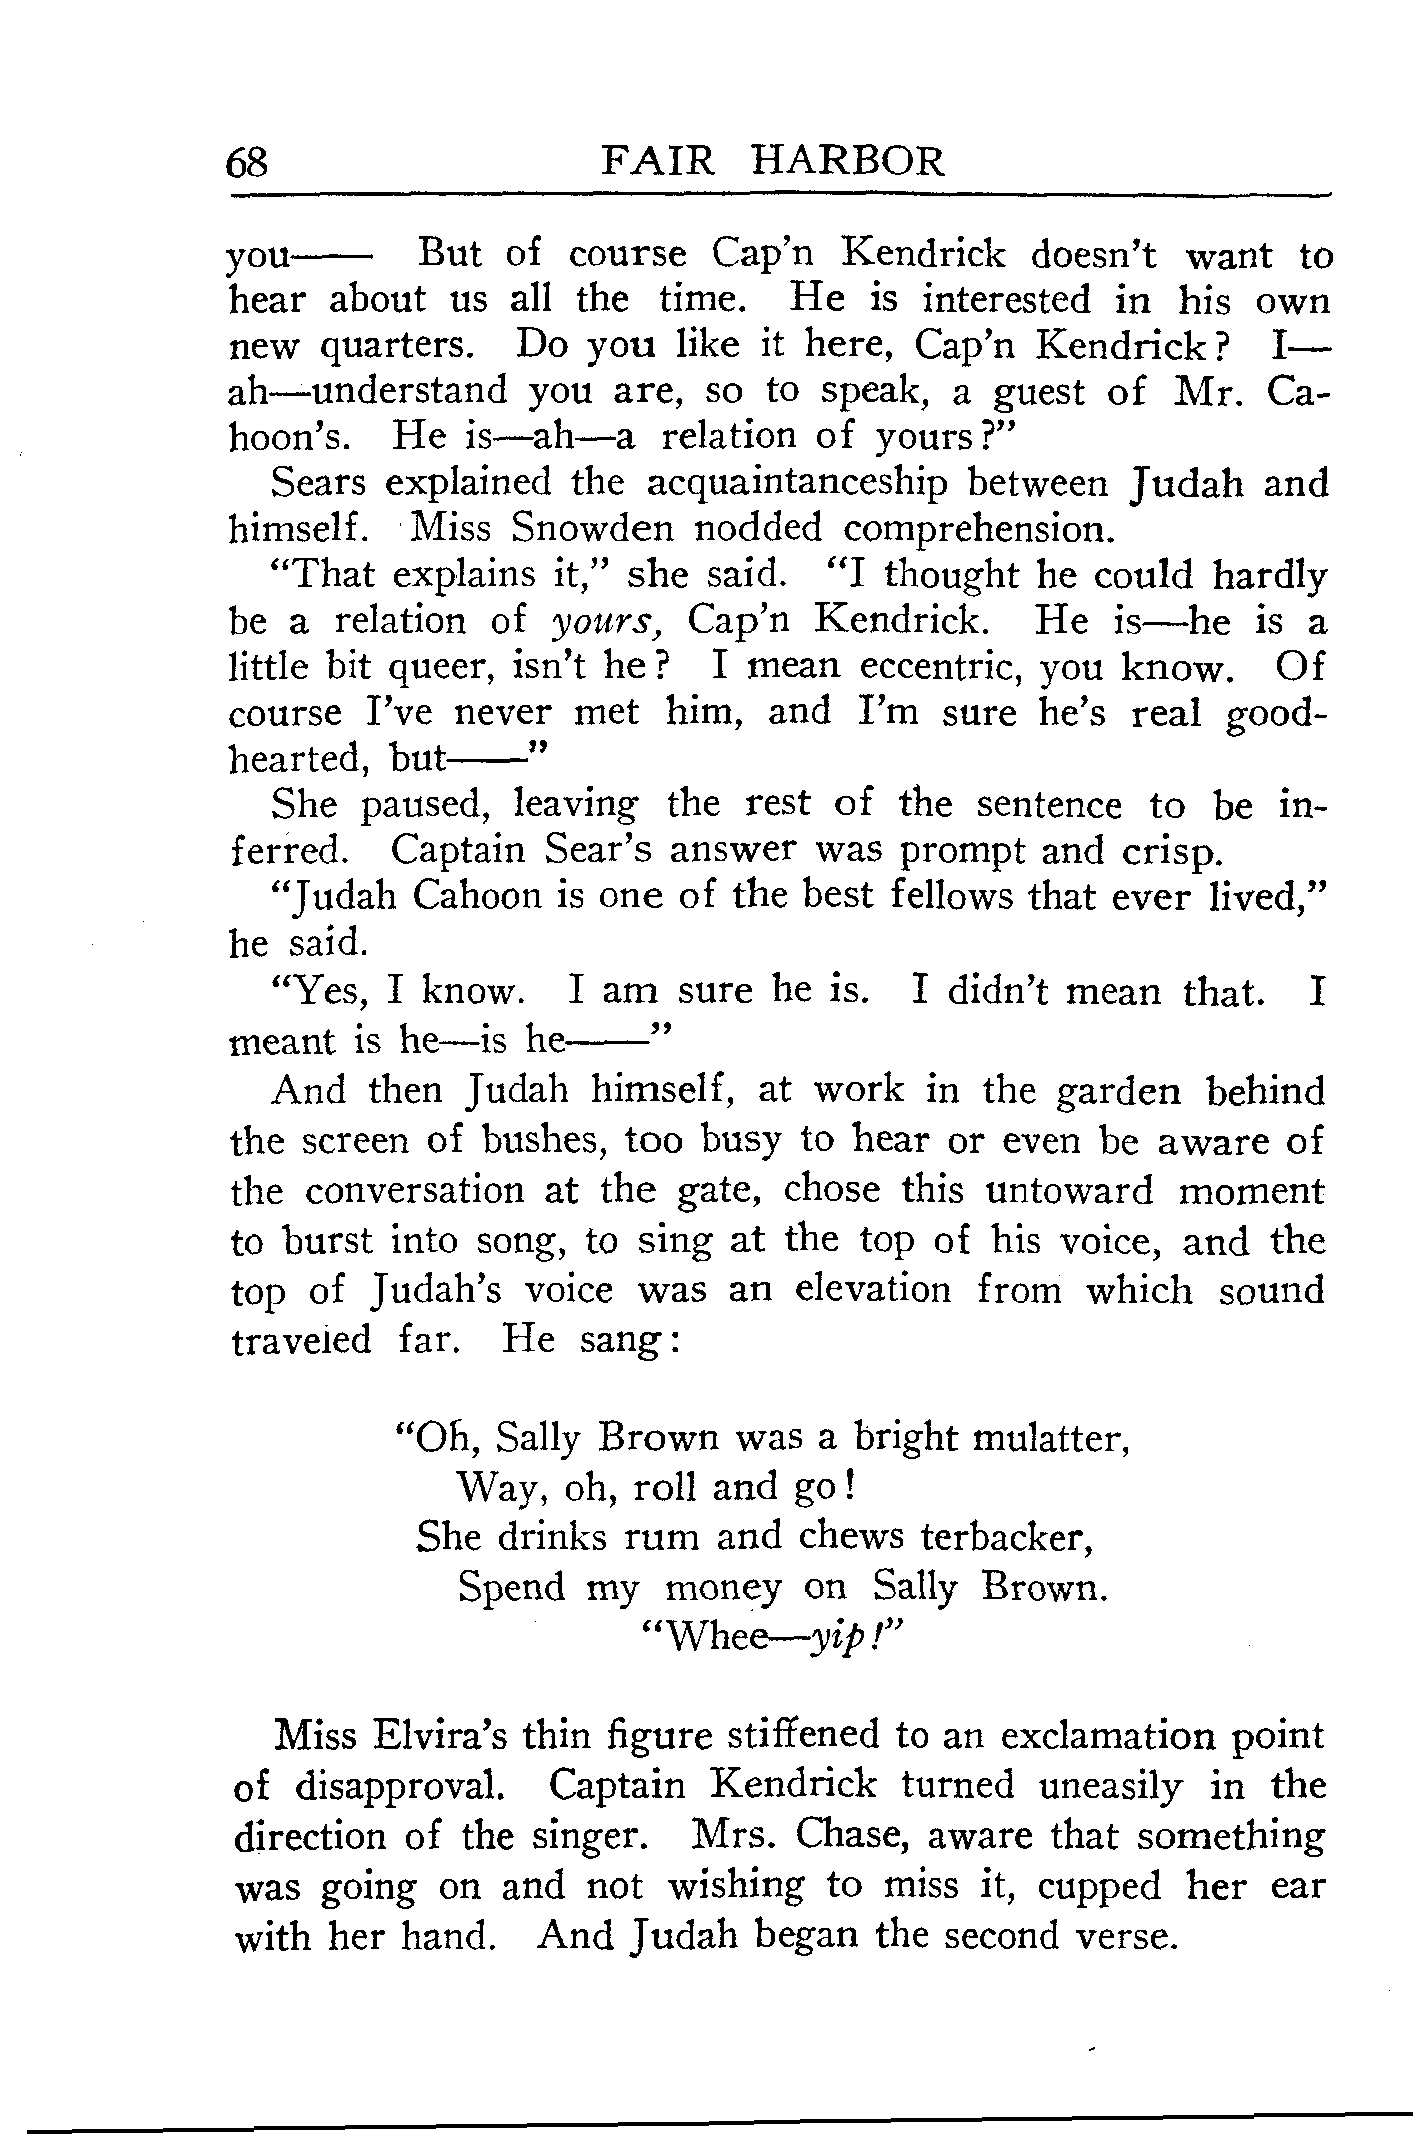 68 FAIR HARBOR
you—— But of course Cap'n Kendrick doesn't want to
hear about us all the time. He is interested in his own
new quarters. Do you like it here, Cap'n Kendrick? I—
ah—understand you are, so to speak, a guest of Mr. Ca-
hoon's. He is—ah—a relation of yours?"
Sears explained the acquaintanceship between Judah and
himself. Miss Snowden nodded comprehension.
"That explains it," she said. "I thought he could hardly
be a relation of yours, Cap'n Kendrick. He is—he is a
little bit queer, isn't he? I mean eccentric, you know. Of
course I've never met him, and I'm sure he's real good-
hearted, but——"
She paused, leaving the rest of the sentence to be in-
ferred. Captain Sear's answer was prompt and crisp.
"Judah Cahoon is one of the best fellows that ever lived,"
he said.
"Yes, I know. I am sure he is. I didn't mean that. I
meant is he—is he——"
And then Judah himself, at work in the garden behind
the screen of bushes, too busy to hear or even be aware of
the conversation at the gate, chose this untoward moment
to burst into song, to sing at the top of his voice, and the
top of Judah's voice was an elevation from which sound
traveled far. He sang:
"Oh, Sally Brown was a bright mulatter,
Way, oh, roll and go!
She drinks rum and chews terbacker,
Spend my money on Sally Brown.
"Whee—yip!"
Miss Elvira's thin figure stiffened to an exclamation point
of disapproval. Captain Kendrick turned uneasily in the
direction of the singer. Mrs. Chase, aware that something
was going on and not wishing to miss it, cupped her ear
with her hand. And Judah began the second verse.